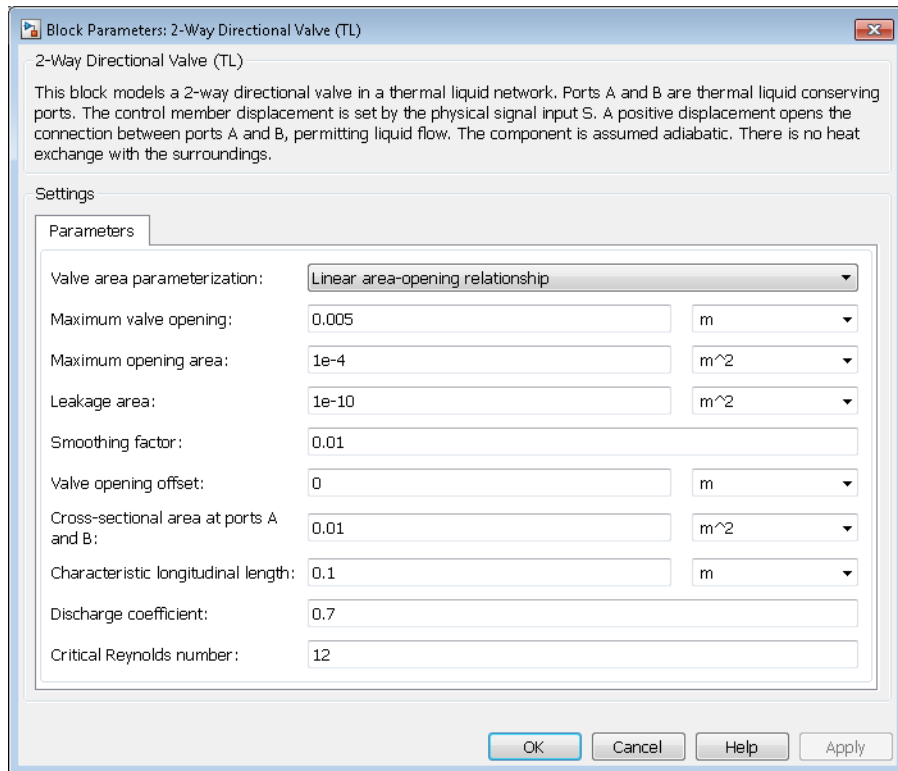 Block Parameters: 2-Way Directional Valve (TL)
2-Way Directional Valve (TL)
This block models a 2-way directional valve in a thermal liquid network. Ports A and B are thermal liquid conserving
ports. The control member displacement is set by the physical signal input S. A positive displacement opens the
connection between ports A and B, permitting liquid flow. The component is assumed adiabatic. There is no heat
exchange with the surroundings.
Settings
Parameters
Valve area parameterization: Linear area-opening relationship
Maximum valve opening: 0.005 m
Maximum opening area: 1e-4 m^2
Leakage area: 1e-10 m^2
Smoothing factor: 0.01
Valve opening offset: 0 m
Cross-sectional area at ports A
and B: 0.01 m^2
Characteristic longitudinal length: 0.1 m
Discharge coefficient: 0.7
Critical Reynolds number: 12
OK Cancel Help Apply